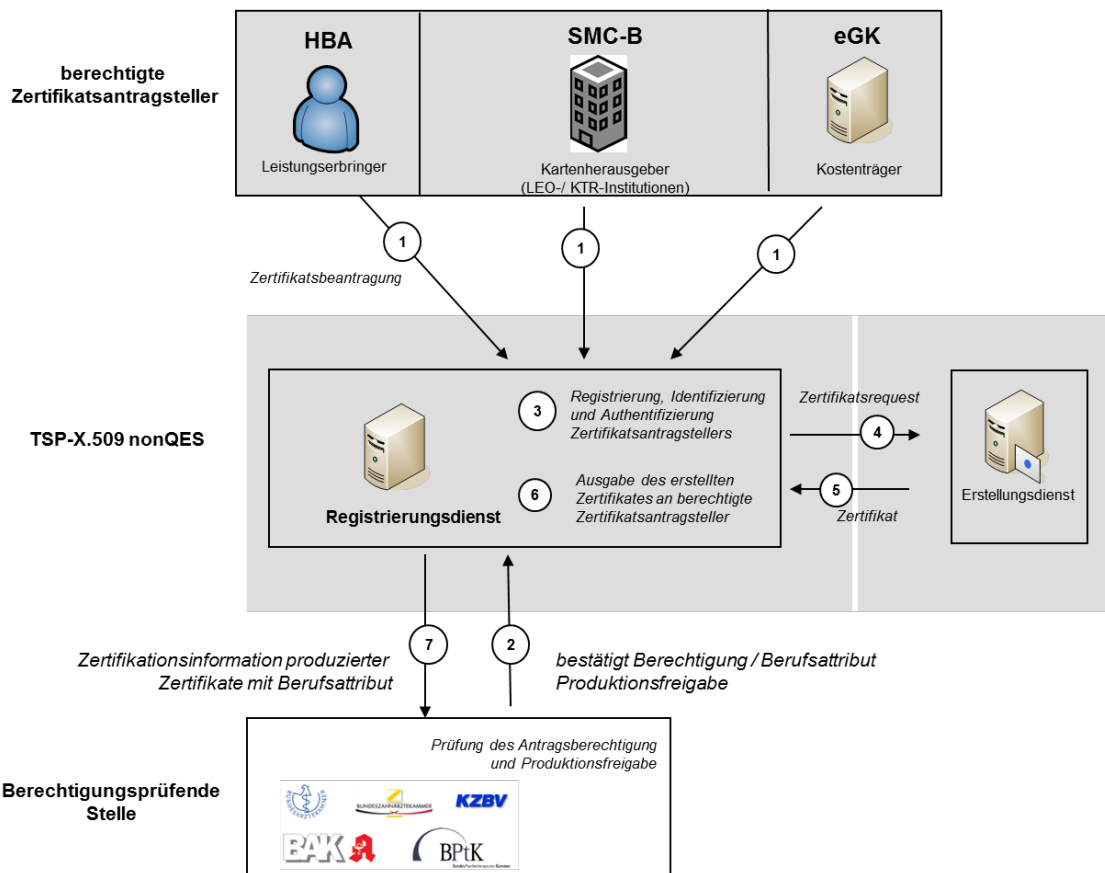 HBA
SMC-B
eGK
berechtigte
Zertifikatsantragsteller
Leistungserbringer
Kartenherausgeber
(LEO-/ KTR-Institutionen)
Kostenträger
1
1
1
Zertifikatsbeantragung
TSP-X.509 nonQES
Registrierungsdienst
3
Registrierung, Identifizierung
und Authentifizierung
Zertifikatsantragstellers
6
Ausgabe des erstellten
Zertifikates an berechtigte
Zertifikatsantragsteller
Zertifikatsrequest
4
5
Zertifikat
Erstellungsdienst
7
2
Zertifikationsinformation produzierter
Zertifikate mit Berufsattribut
bestätigt Berechtigung / Berufsattribut
Produktionsfreigabe
Berechtigungsprüfende
Stelle
Prüfung des Antragsberechtigung
und Produktionsfreigabe
BUNDESÄRZTEKAMMER
BUNDESZAHNÄRZTEKAMMER
KZBV
BAK
BPtK
BundesPsychotherapeutenKammer